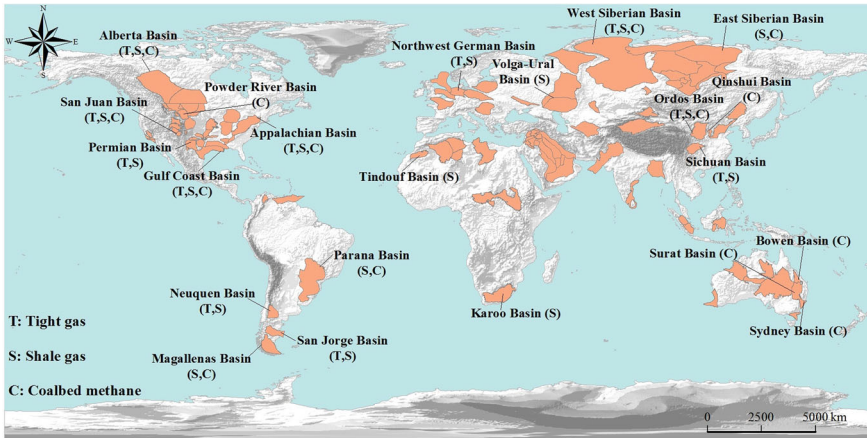 N
W E
S
Alberta Basin
(T,S,C)
Powder River Basin
(C)
San Juan Basin
(T,S,C)
Appalachian Basin
(T,S,C)
Permian Basin
(T,S)
Gulf Coast Basin
(T,S,C)
Northwest German Basin
(T,S)
Volga-Ural
Basin (S)
West Siberian Basin
(T,S,C)
East Siberian Basin
(S,C)
Qinshui Basin
(C)
Ordos Basin
(T,S,C)
Sichuan Basin
(T,S)
Tindouf Basin (S)
Parana Basin
(S,C)
Neuquen Basin
(T,S)
San Jorge Basin
(T,S)
Magallenas Basin
(S,C)
Karoo Basin (S)
Bowen Basin (C)
Surat Basin (C)
Sydney Basin (C)
T: Tight gas
S: Shale gas
C: Coalbed methane
0 2500 5000 km